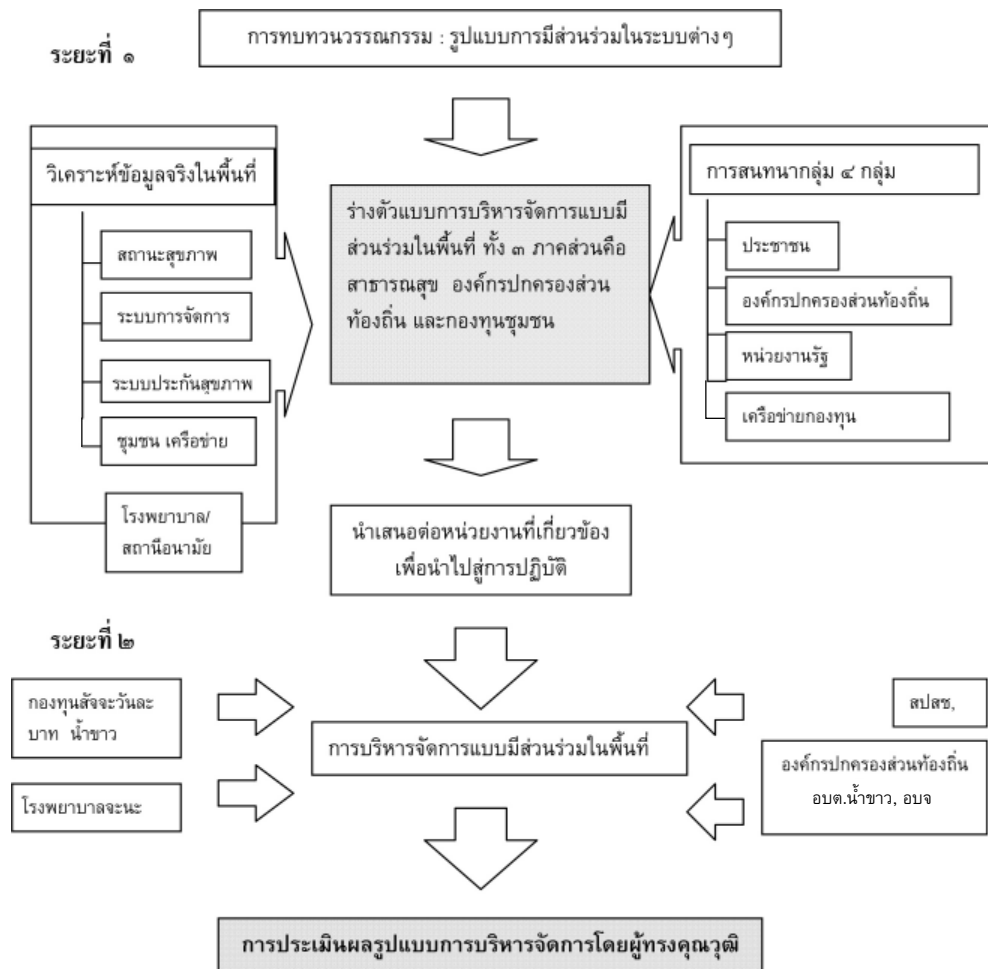 การทบทวนวรรณกรรม : รูปแบบการมีส่วนร่วมในระบบต่างๆ
ระยะที่ ๑
วิเคราะห์ข้อมูลจริงในพื้นที่
สถานะสุขภาพ
ระบบการจัดการ
ระบบประกันสุขภาพ
ชุมชน เครือข่าย
โรงพยาบาล/
สถานีอนามัย
ร่างตัวแบบการบริหารจัดการแบบมี
ส่วนร่วมในพื้นที่ ทั้ง ๓ ภาคส่วนคือ
สาธารณสุข องค์กรปกครองส่วน
ท้องถิ่น และกองทุนชุมชน
การสนทนากลุ่ม ๔ กลุ่ม
ประชาชน
องค์กรปกครองส่วนท้องถิ่น
หน่วยงานรัฐ
เครือข่ายกองทุน
นำเสนอต่อหน่วยงานที่เกี่ยวข้อง
เพื่อนำไปสู่การปฏิบัติ
ระยะที่ ๒
กองทุนสัจจะวันละ
บาท น้ำขาว
โรงพยาบาลจะนะ
การบริหารจัดการแบบมีส่วนร่วมในพื้นที่
สปสช,
องค์กรปกครองส่วนท้องถิ่น
อบต.น้ำขาว, อบจ
การประเมินผลรูปแบบการบริหารจัดการโดยผู้ทรงคุณวุฒิ